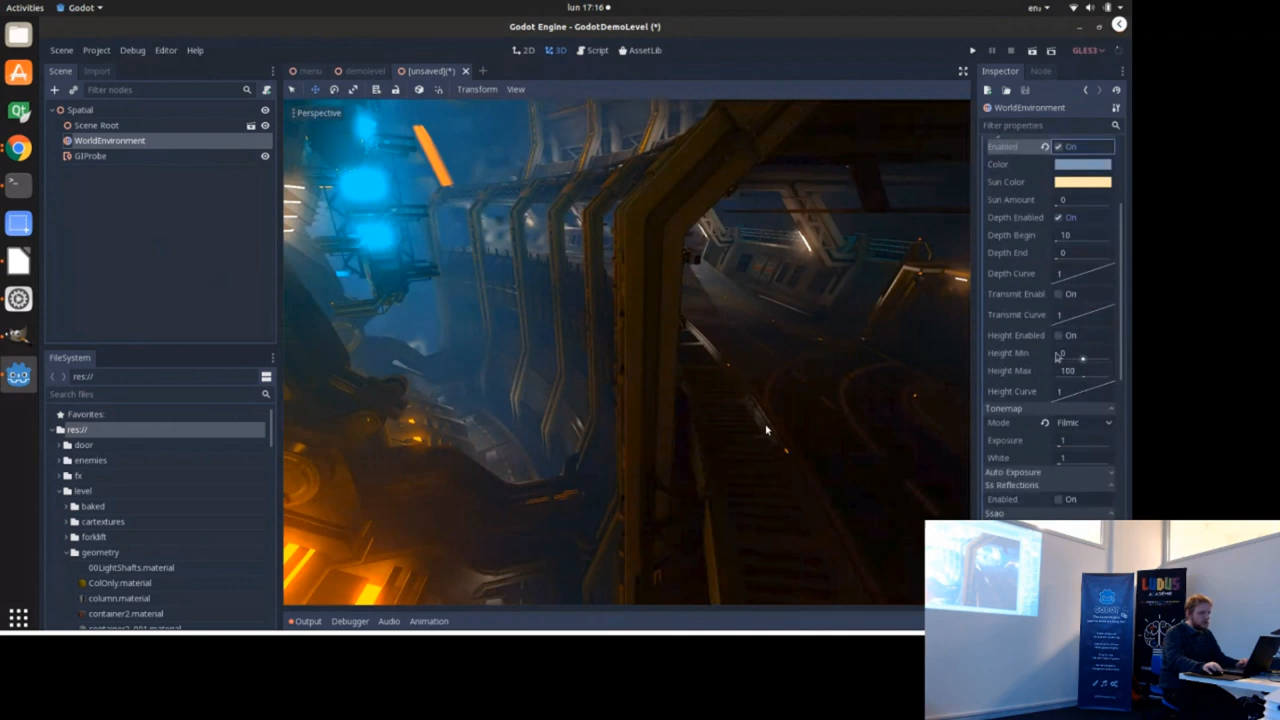 Activities Godot lun 17:16 en₂
Godot Engine - GodotDemoLevel (*)
Scene Project Debug Editor Help 2D 3D Script AssetLib GLES3
Scene Import menu demolevel [unsaved](*) Inspector Node
Filter nodes Transform View
Spatial Perspective WorldEnvironment
Scene Root Filter properties
WorldEnvironment
GIProbe
Enabled On
Color
Sun Color
Sun Amount 0
Depth Enabled On
Depth Begin 10
Depth End 0
Depth Curve 1
Transmit Enabl On
Transmit Curve 1
Height Enabled On
Height Min 0
Height Max 100
Height Curve 1
Tonemap
Mode Filmic
Exposure 1
White 1
Auto Exposure
Ss Reflections
Enabled On
Ssao
FileSystem
res://
Search files
Favorites:
res://
door
enemies
fx
level
baked
cartextures
forklift
geometry
00LightShafts.material
ColOnly.material
column.material
container2.material
container2_001.material
Output Debugger Audio Animation
GODOT
LUDUS